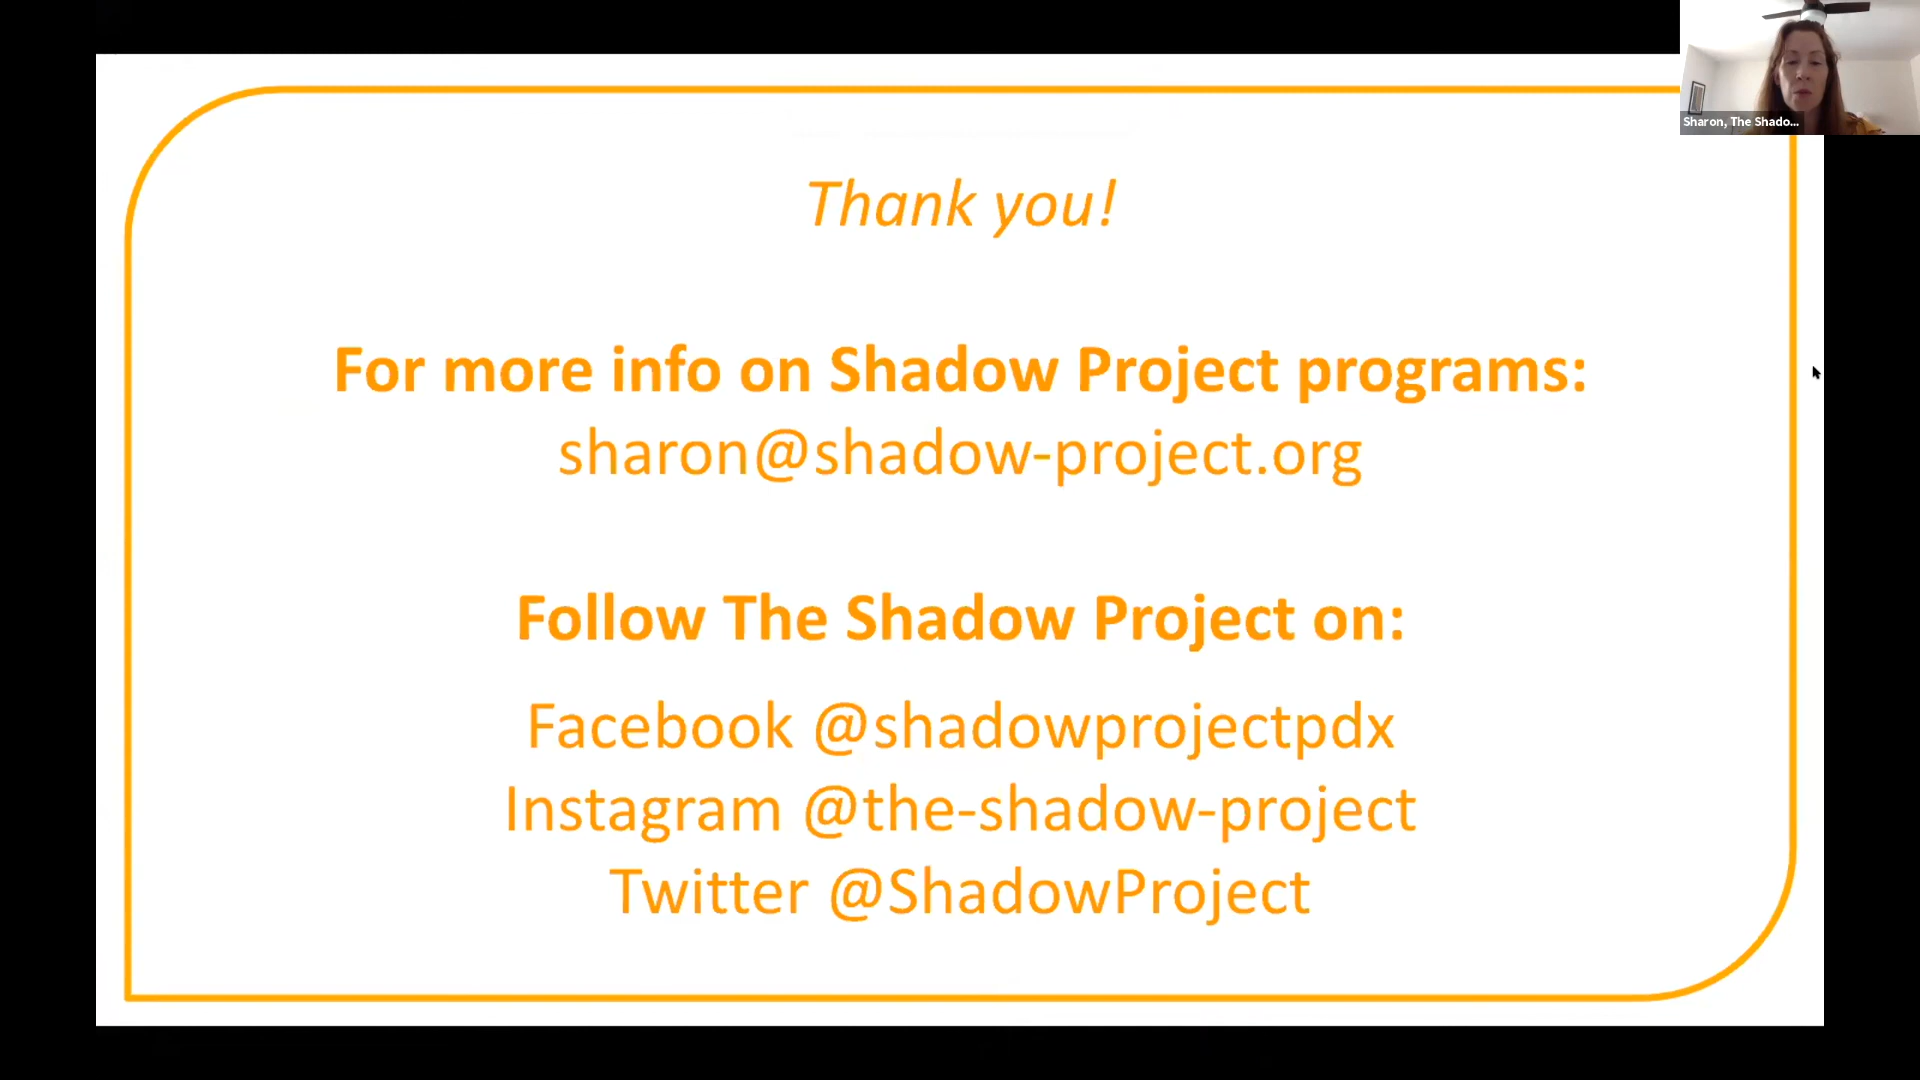 Thank you!
For more info on Shadow Project programs:
sharon@shadow-project.org
Follow The Shadow Project on:
Facebook @shadowprojectpdx
Instagram @the-shadow-project
Twitter @ShadowProject
Sharon, The Shado...